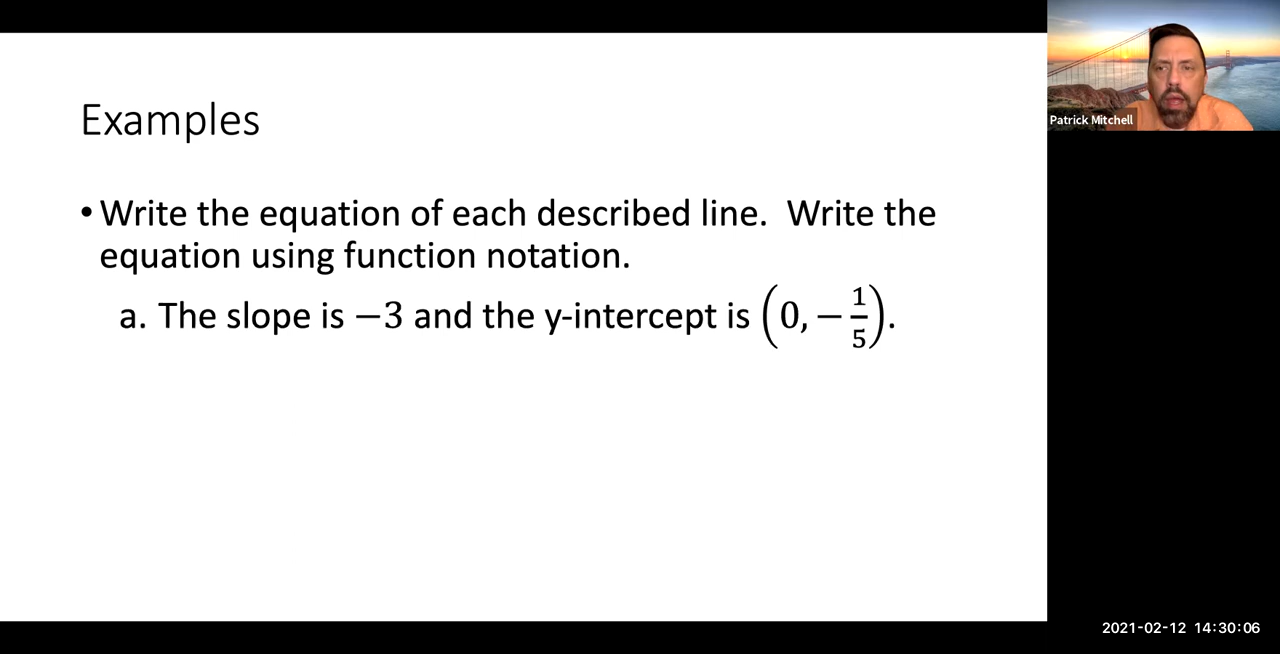 Examples
• Write the equation of each described line.  Write the
equation using function notation.
a. The slope is −3 and the y-intercept is (0, −1/5).
Patrick Mitchell
2021-02-12 14:30:06